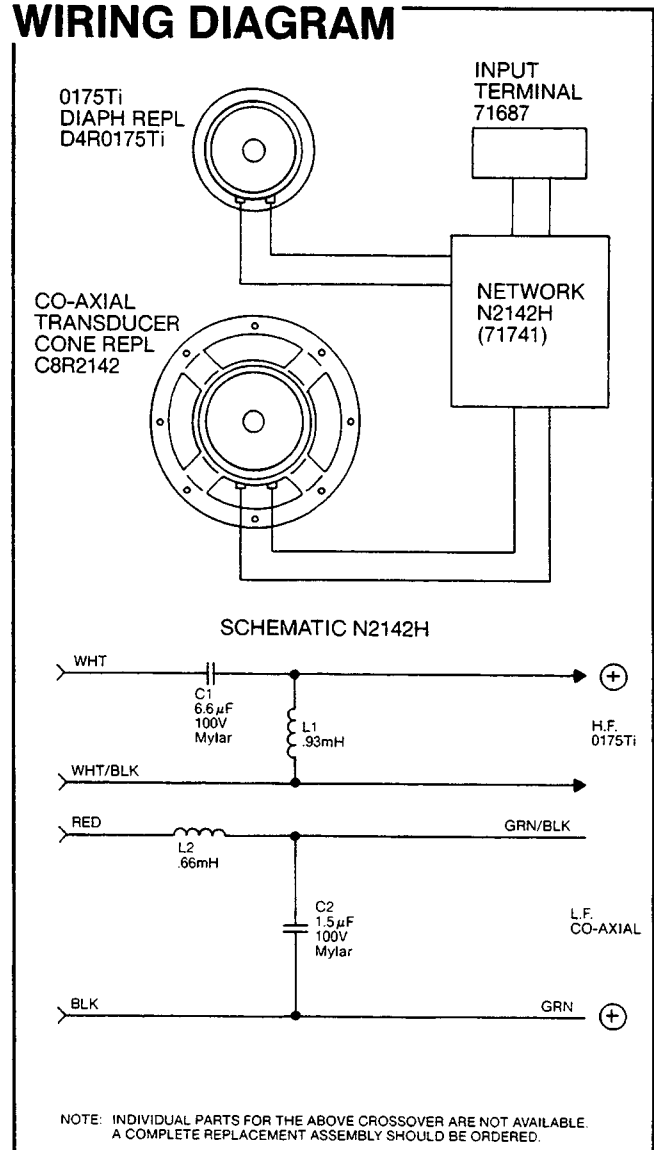 WIRING DIAGRAM
0175Ti
DIAPH REPL
D4R0175Ti
INPUT
TERMINAL
71687
NETWORK
N2142H
(71741)
CO-AXIAL
TRANSDUCER
CONE REPL
C8R2142
SCHEMATIC N2142H
WHT
C1
6.6µF
100V
Mylar
L1
.93mH
+
H.F.
0175Ti
WHT/BLK
RED
L2
.66mH
GRN/BLK
C2
1.5µF
100V
Mylar
L.F.
CO-AXIAL
BLK
GRN
+
NOTE: INDIVIDUAL PARTS FOR THE ABOVE CROSSOVER ARE NOT AVAILABLE.
A COMPLETE REPLACEMENT ASSEMBLY SHOULD BE ORDERED.